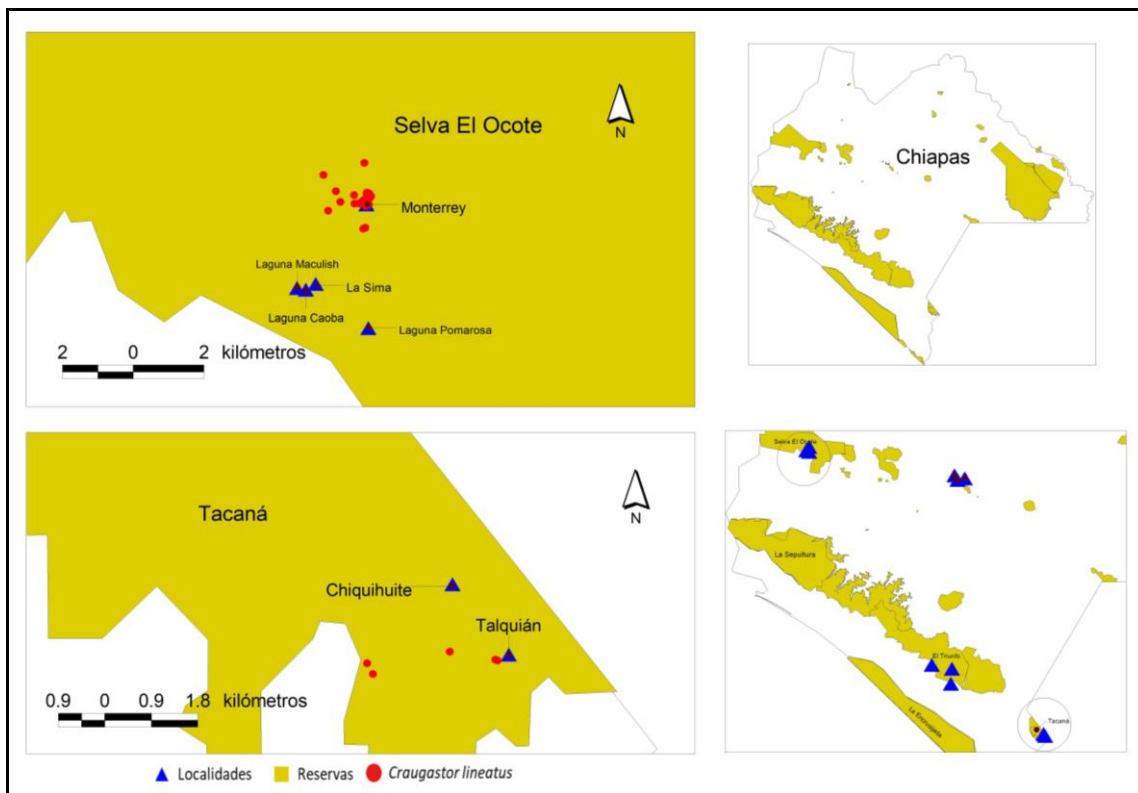 Selva El Ocote
N
Monterrey
Laguna Maculish
La Sima
Laguna Caoba
Laguna Pomarosa
2 0 2 kilómetros
Chiapas
Tacaná
N
Chiquihuite
Talquián
0.9 0 0.9 1.8 kilómetros
Selva El Ocote
La Sepultura
El Triunfo
La Encrucijada
Tacaná
Localidades Reservas Craugastor lineatus